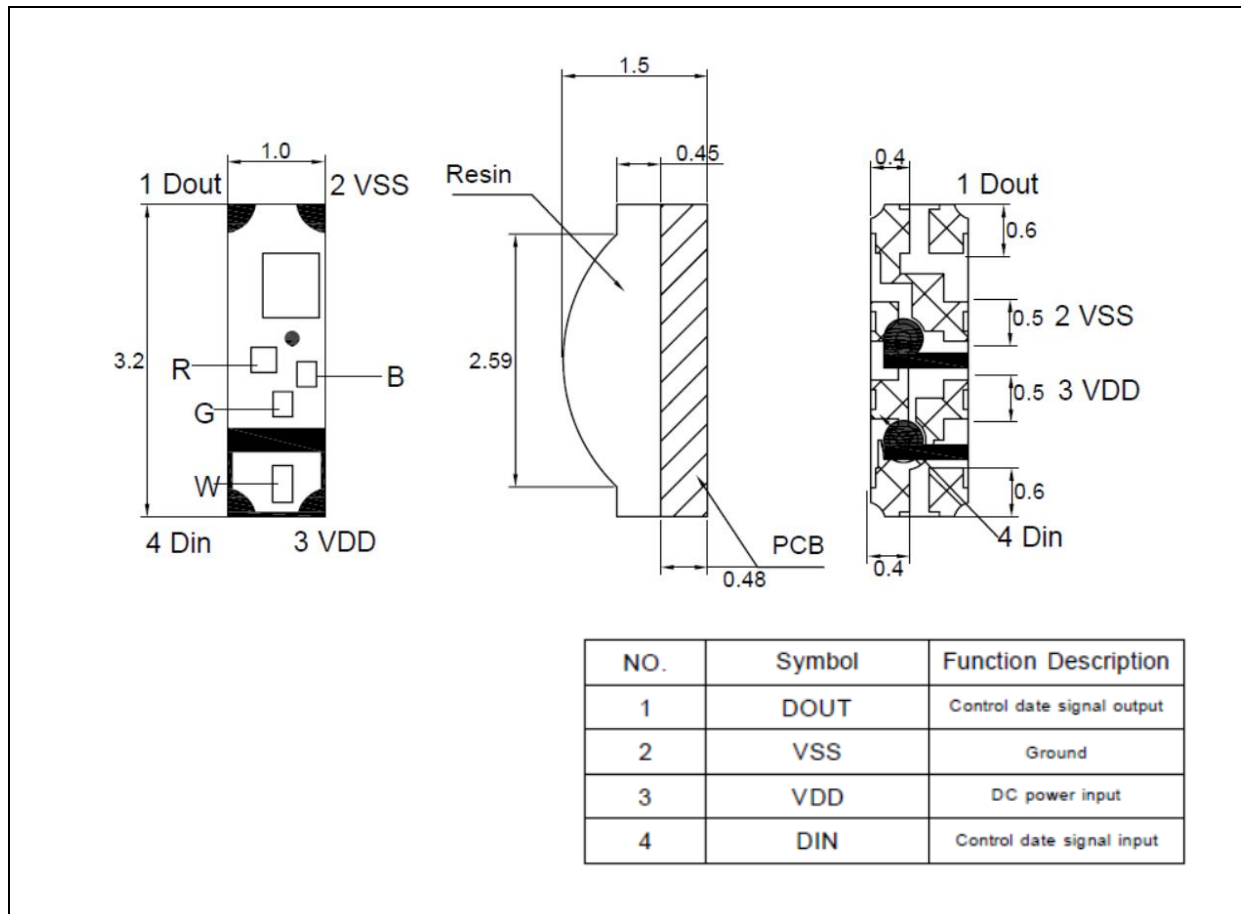 1.5
1.0
0.45
0.4
Resin
1 Dout
2 VSS
1 Dout
0.6
0.5 2 VSS
3.2
R
B
2.59
0.5 3 VDD
G
W
0.6
4 Din
3 VDD
PCB
4 Din
0.48
0.4
NO. Symbol Function Description
1 DOUT Control date signal output
2 VSS Ground
3 VDD DC power input
4 DIN Control date signal input